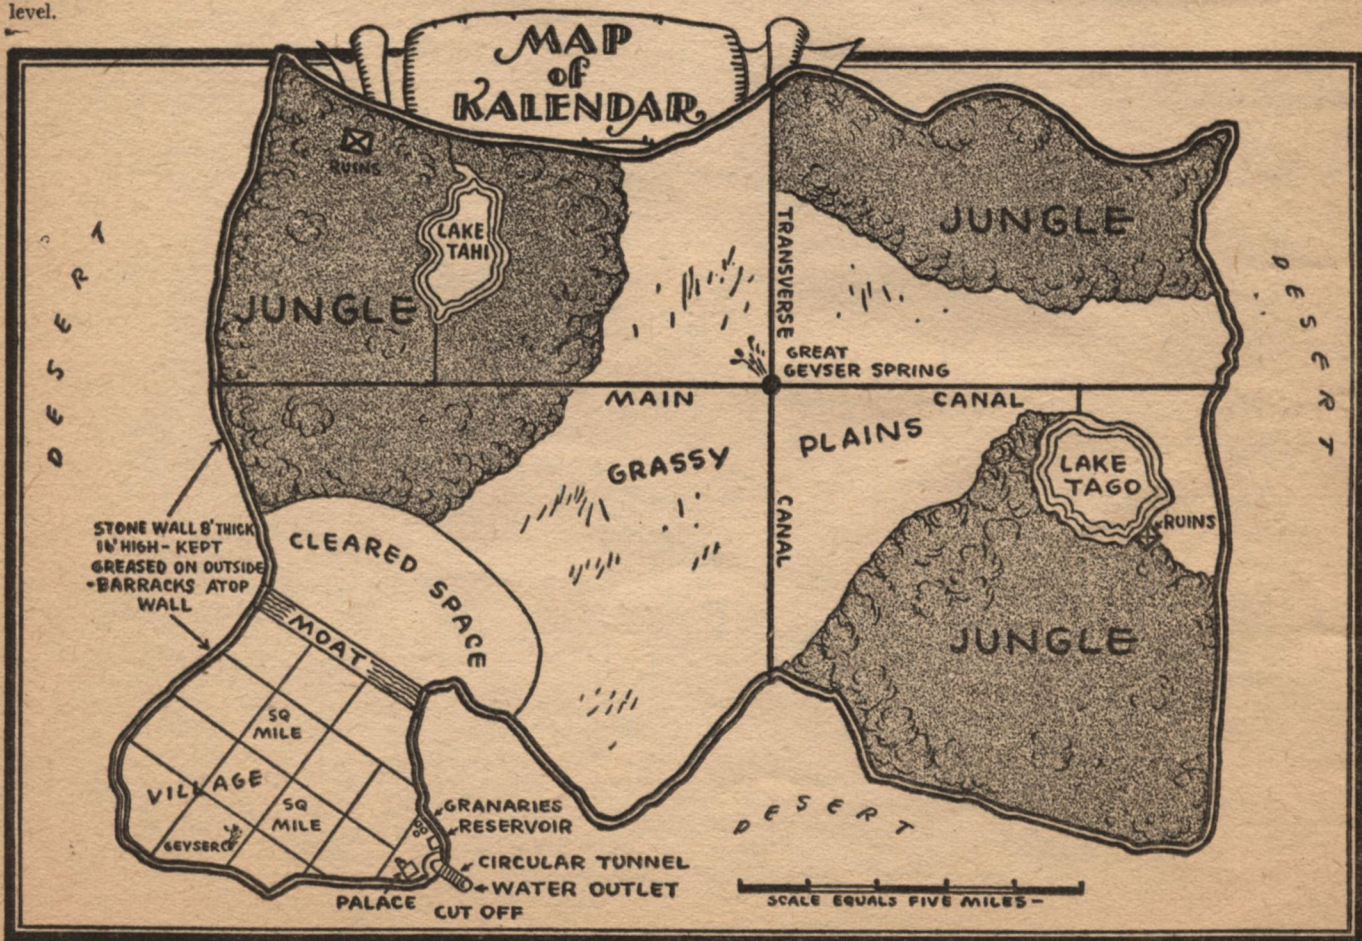 level.
MAP
of
KALENDAR
RUINS
LAKE
TAHI
JUNGLE
JUNGLE
DESERT
DESERT
TRANSVERSE
GREAT
GEYSER SPRING
MAIN
CANAL
GRASSY
PLAINS
LAKE
TAGO
RUINS
CANAL
STONE WALL 8' THICK
16' HIGH - KEPT
GREASED ON OUTSIDE
-BARRACKS ATOP
WALL
CLEARED SPACE
MOAT
JUNGLE
SQ
MILE
VILLAGE
SQ
MILE
GEYSER
GRANARIES
RESERVOIR
CIRCULAR TUNNEL
WATER OUTLET
PALACE
CUT OFF
DESERT
SCALE EQUALS FIVE MILES-